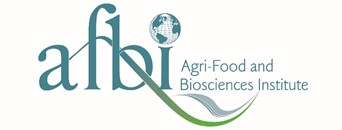 afbi
Agri-Food and
Biosciences Institute